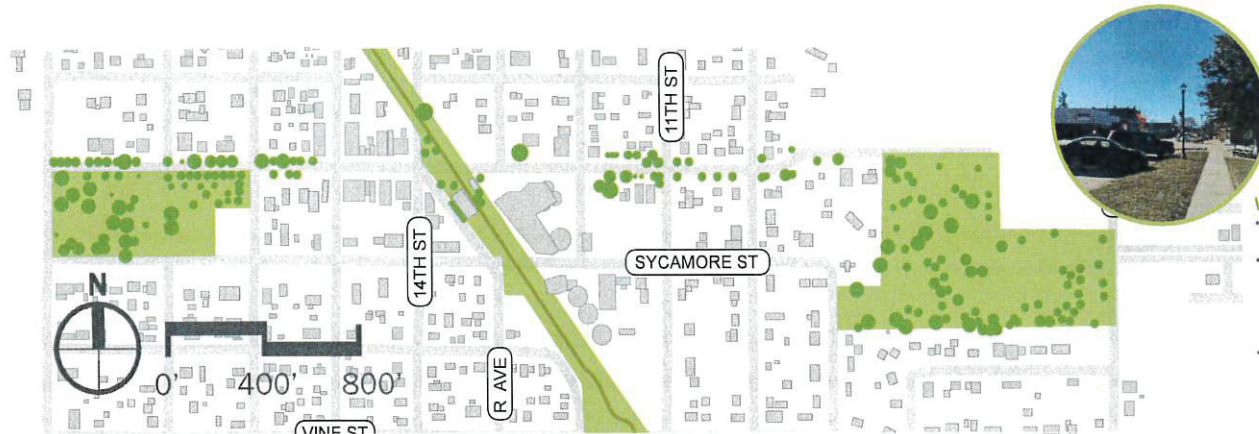 11TH ST
14TH ST
SYCAMORE ST
N
0' 400' 800'
R AVE
VINE ST